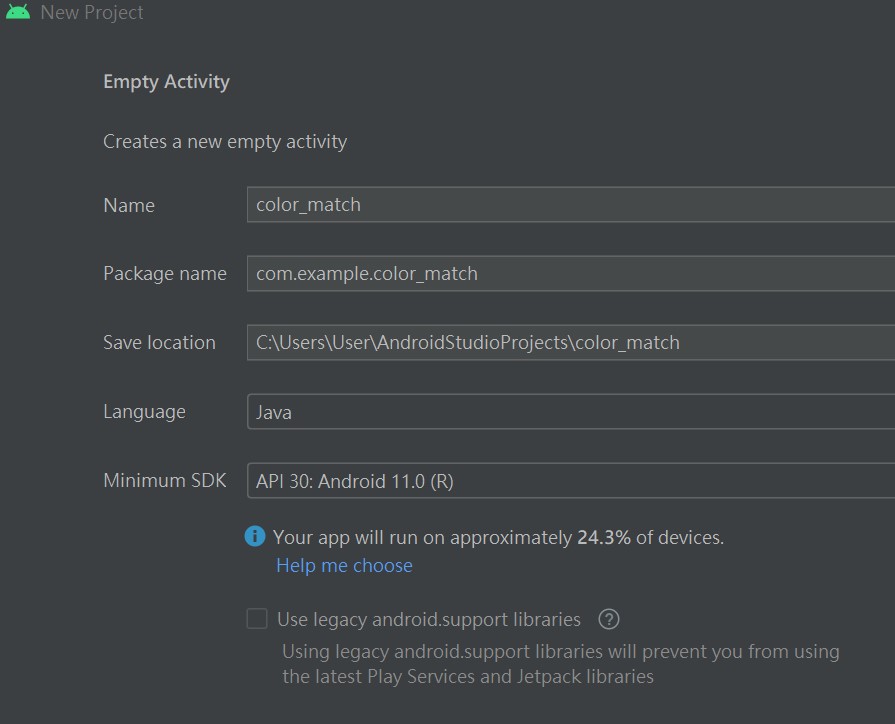 New Project
Empty Activity
Creates a new empty activity
Name color_match
Package name com.example.color_match
Save location C:\Users\User\AndroidStudioProjects\color_match
Language Java
Minimum SDK API 30: Android 11.0 (R)
i Your app will run on approximately 24.3% of devices.
Help me choose
Use legacy android.support libraries ?
Using legacy android.support libraries will prevent you from using
the latest Play Services and Jetpack libraries